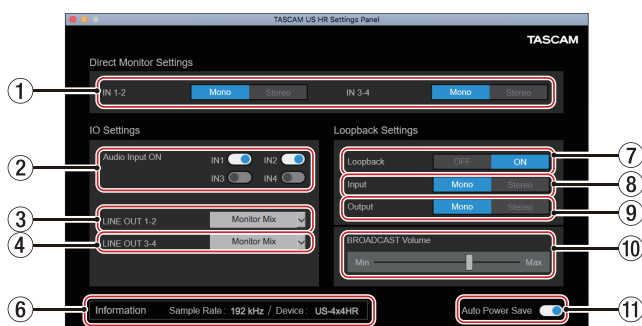 TASCAM US HR Settings Panel
TASCAM
Direct Monitor Settings
① IN 1-2 Mono Stereo IN 3-4 Mono Stereo
IO Settings
② Audio Input ON IN1 IN2
IN3 IN4
③ LINE OUT 1-2 Monitor Mix
④ LINE OUT 3-4 Monitor Mix
Loopback Settings
Loopback OFF ON ⑦
Input Mono Stereo ⑧
Output Mono Stereo ⑨
BROADCAST Volume ⑩
Min Max
⑥ Information Sample Rate : 192 kHz / Device : US-4x4HR
Auto Power Save ⑪